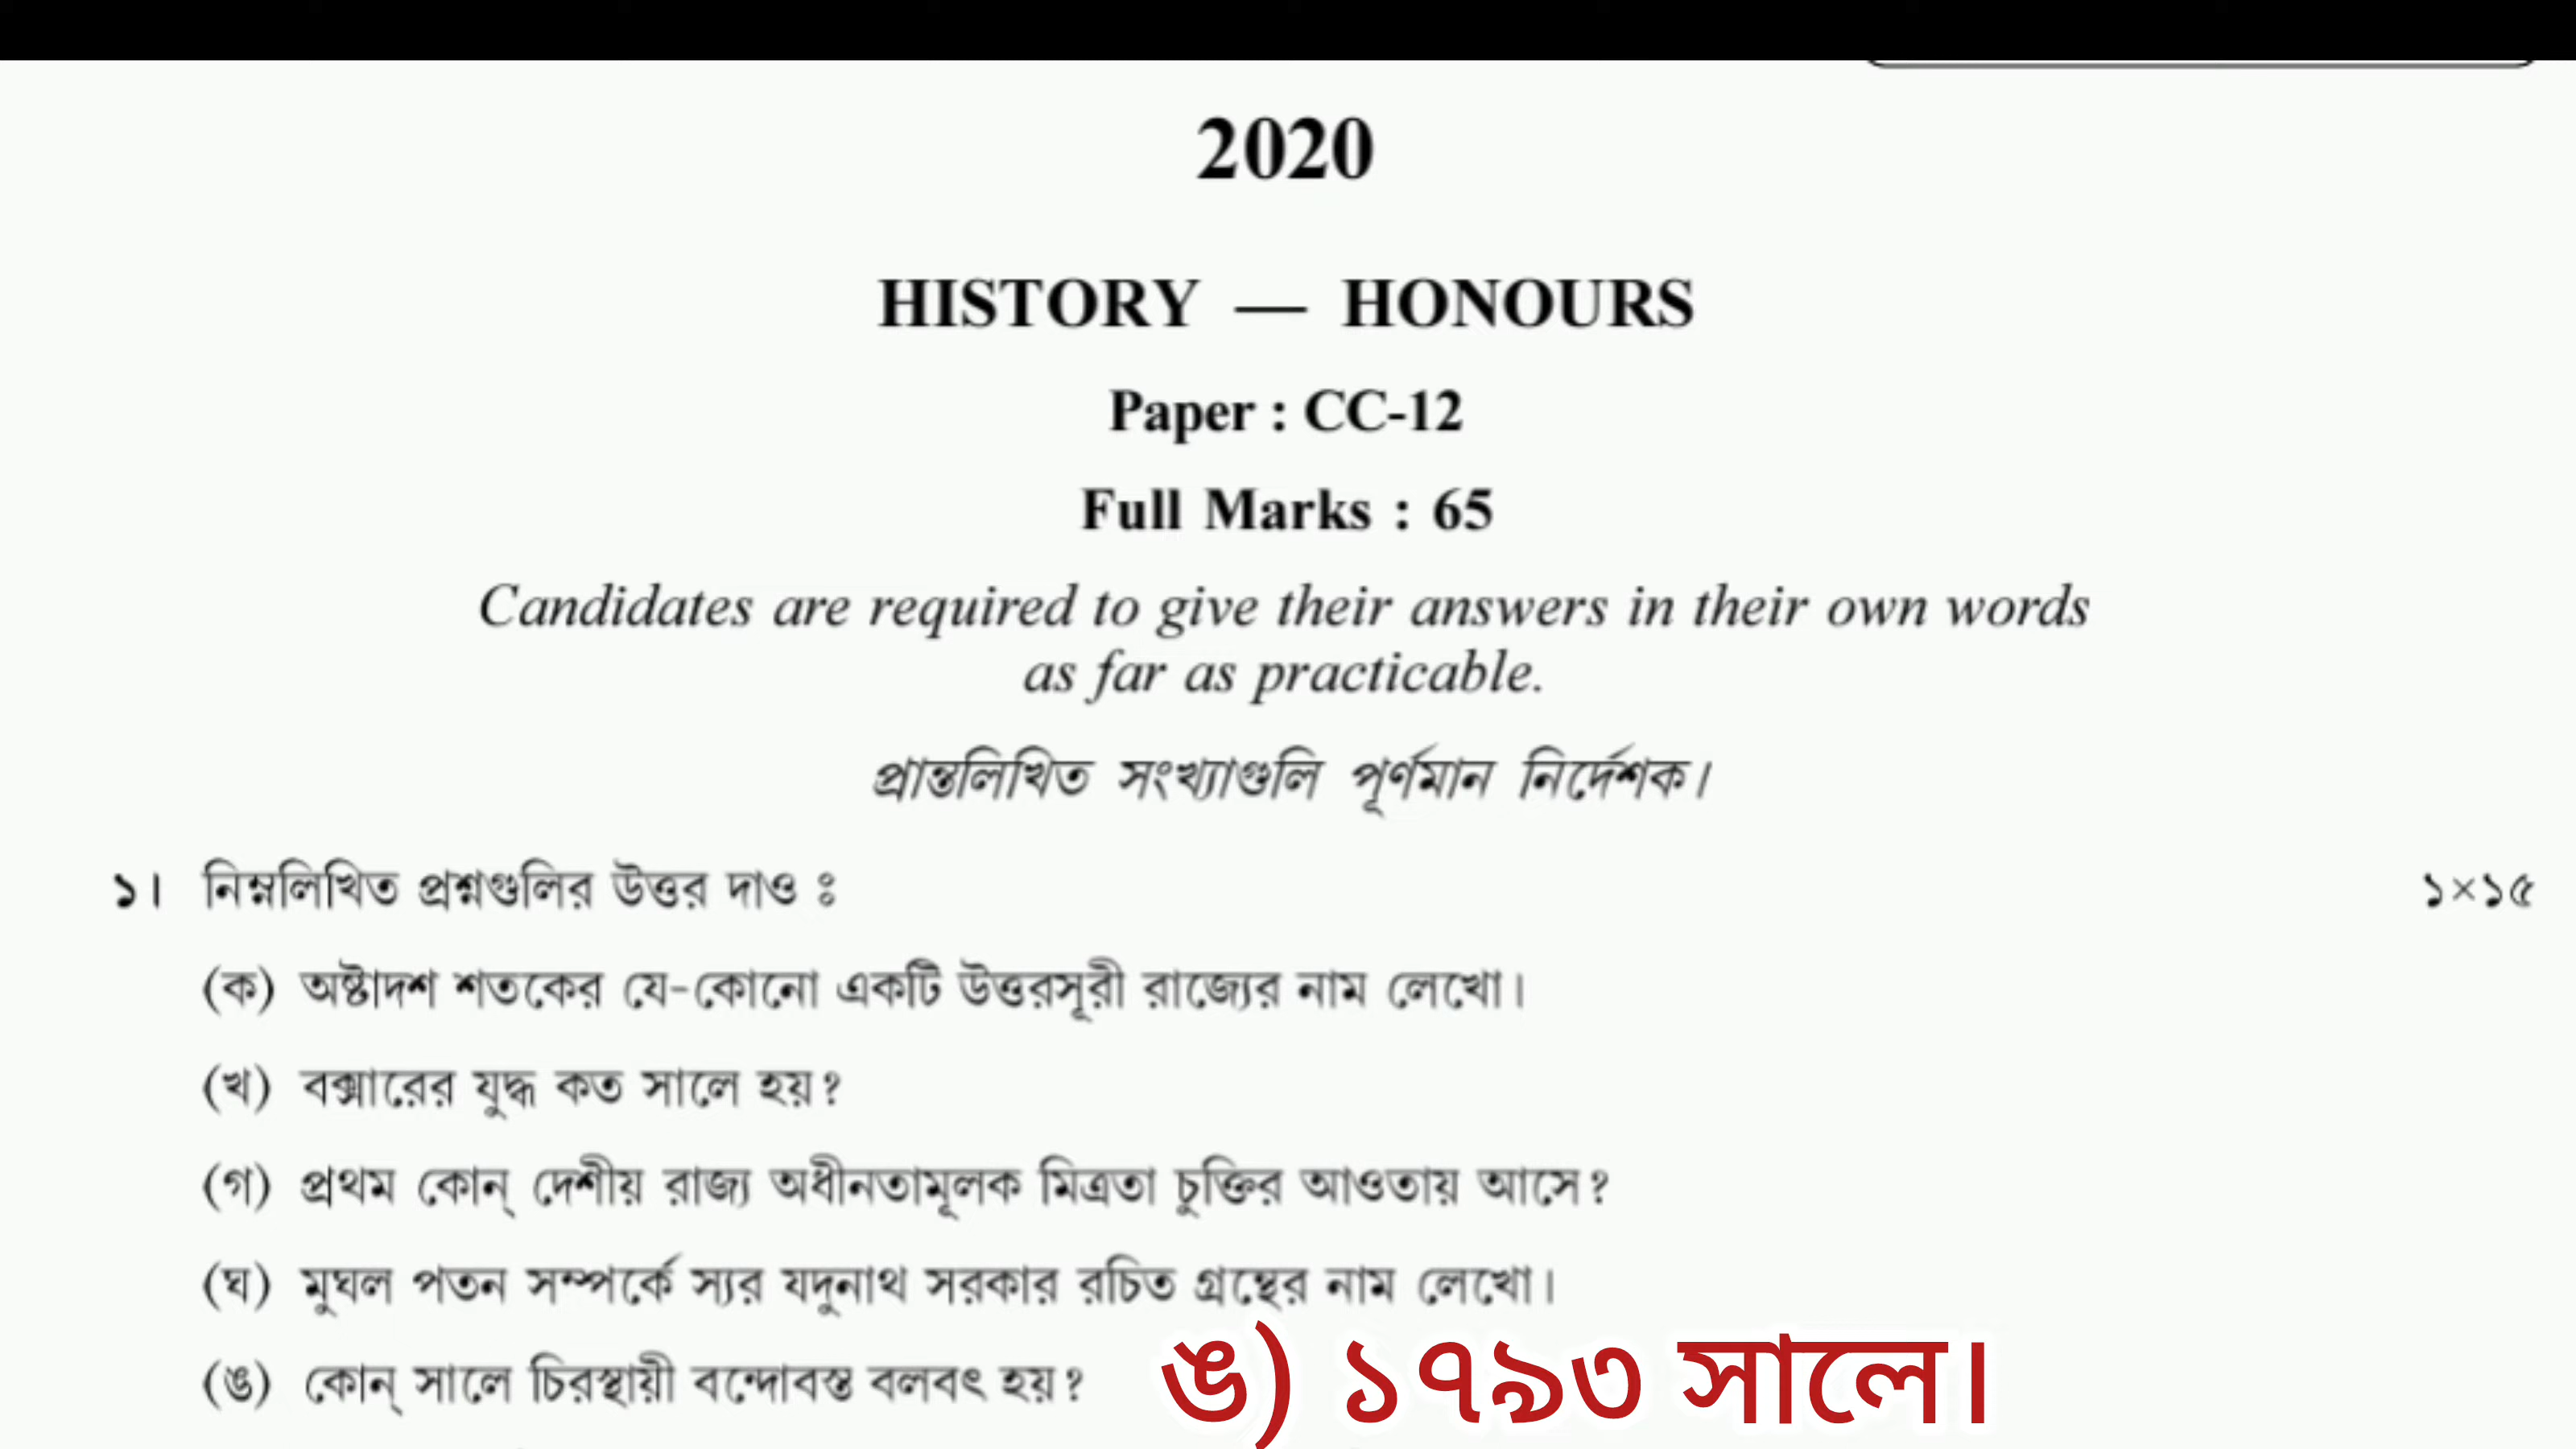 2020
HISTORY — HONOURS
Paper : CC-12
Full Marks : 65
Candidates are required to give their answers in their own words
as far as practicable.
প্রান্তলিখিত সংখ্যাগুলি পূর্ণমান নির্দেশক।
১। নিম্নলিখিত প্রশ্নগুলির উত্তর দাও ঃ ১×১৫
(ক) অষ্টাদশ শতকের যে-কোনো একটি উত্তরসূরী রাজ্যের নাম লেখো।
(খ) বক্সারের যুদ্ধ কত সালে হয়?
(গ) প্রথম কোন্ দেশীয় রাজ্য অধীনতামূলক মিত্রতা চুক্তির আওতায় আসে?
(ঘ) মুঘল পতন সম্পর্কে স্যর যদুনাথ সরকার রচিত গ্রন্থের নাম লেখো।
(ঙ) কোন্ সালে চিরস্থায়ী বন্দোবস্ত বলবৎ হয়? ঙ) ১৭৯৩ সালে।